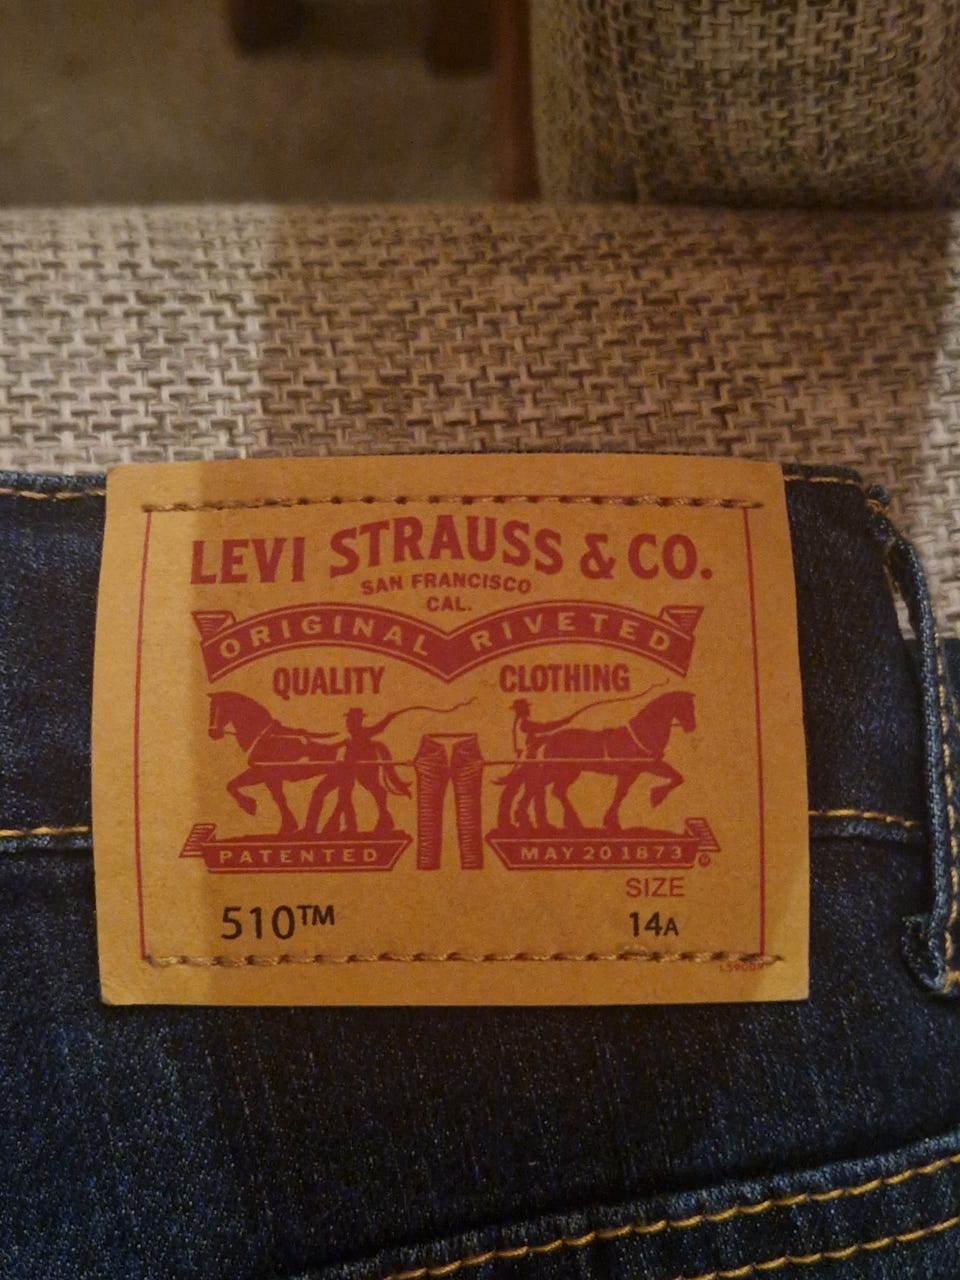 LEVI STRAUSS & CO.
SAN FRANCISCO
CAL.
ORIGINAL RIVETED
QUALITY CLOTHING
PATENTED MAY 20 1873
SIZE
510™ 14A